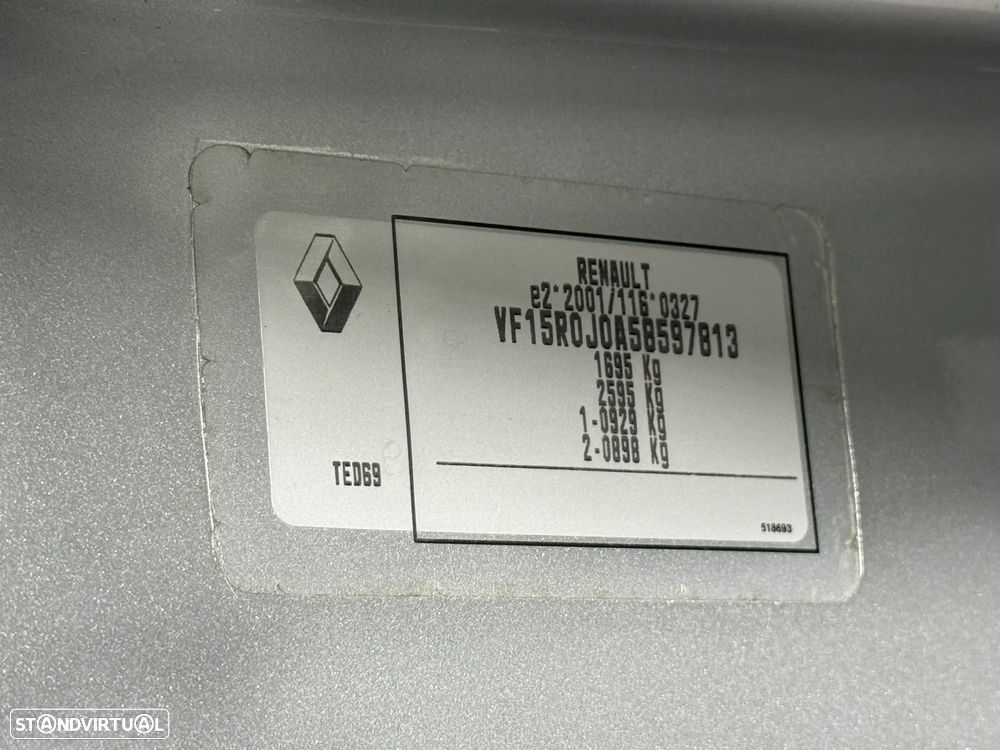 RENAULT
e2*2001/116*0327
VF15R0J0A5B597813
1695 Kg
2595 Kg
1-0929 Kg
2-0898 Kg
TED69
518693
STANDVIRTUAL